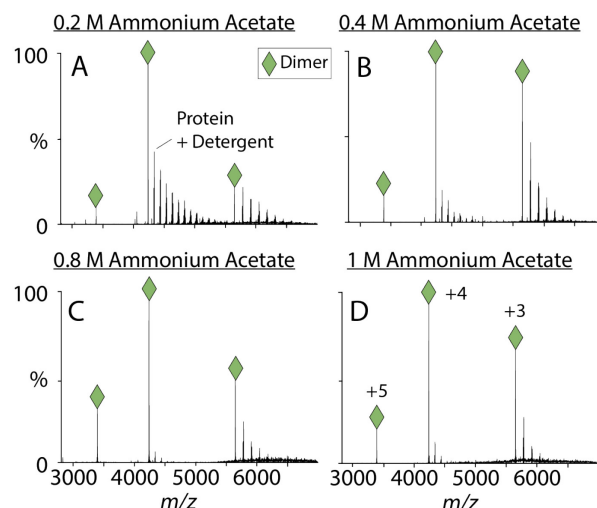 0.2 M Ammonium Acetate
0.4 M Ammonium Acetate
100
A
Dimer
B
Protein
+ Detergent
%
0
0.8 M Ammonium Acetate
1 M Ammonium Acetate
100
C
D
+4
+3
%
+5
0
3000 4000 5000 6000
3000 4000 5000 6000
m/z
m/z